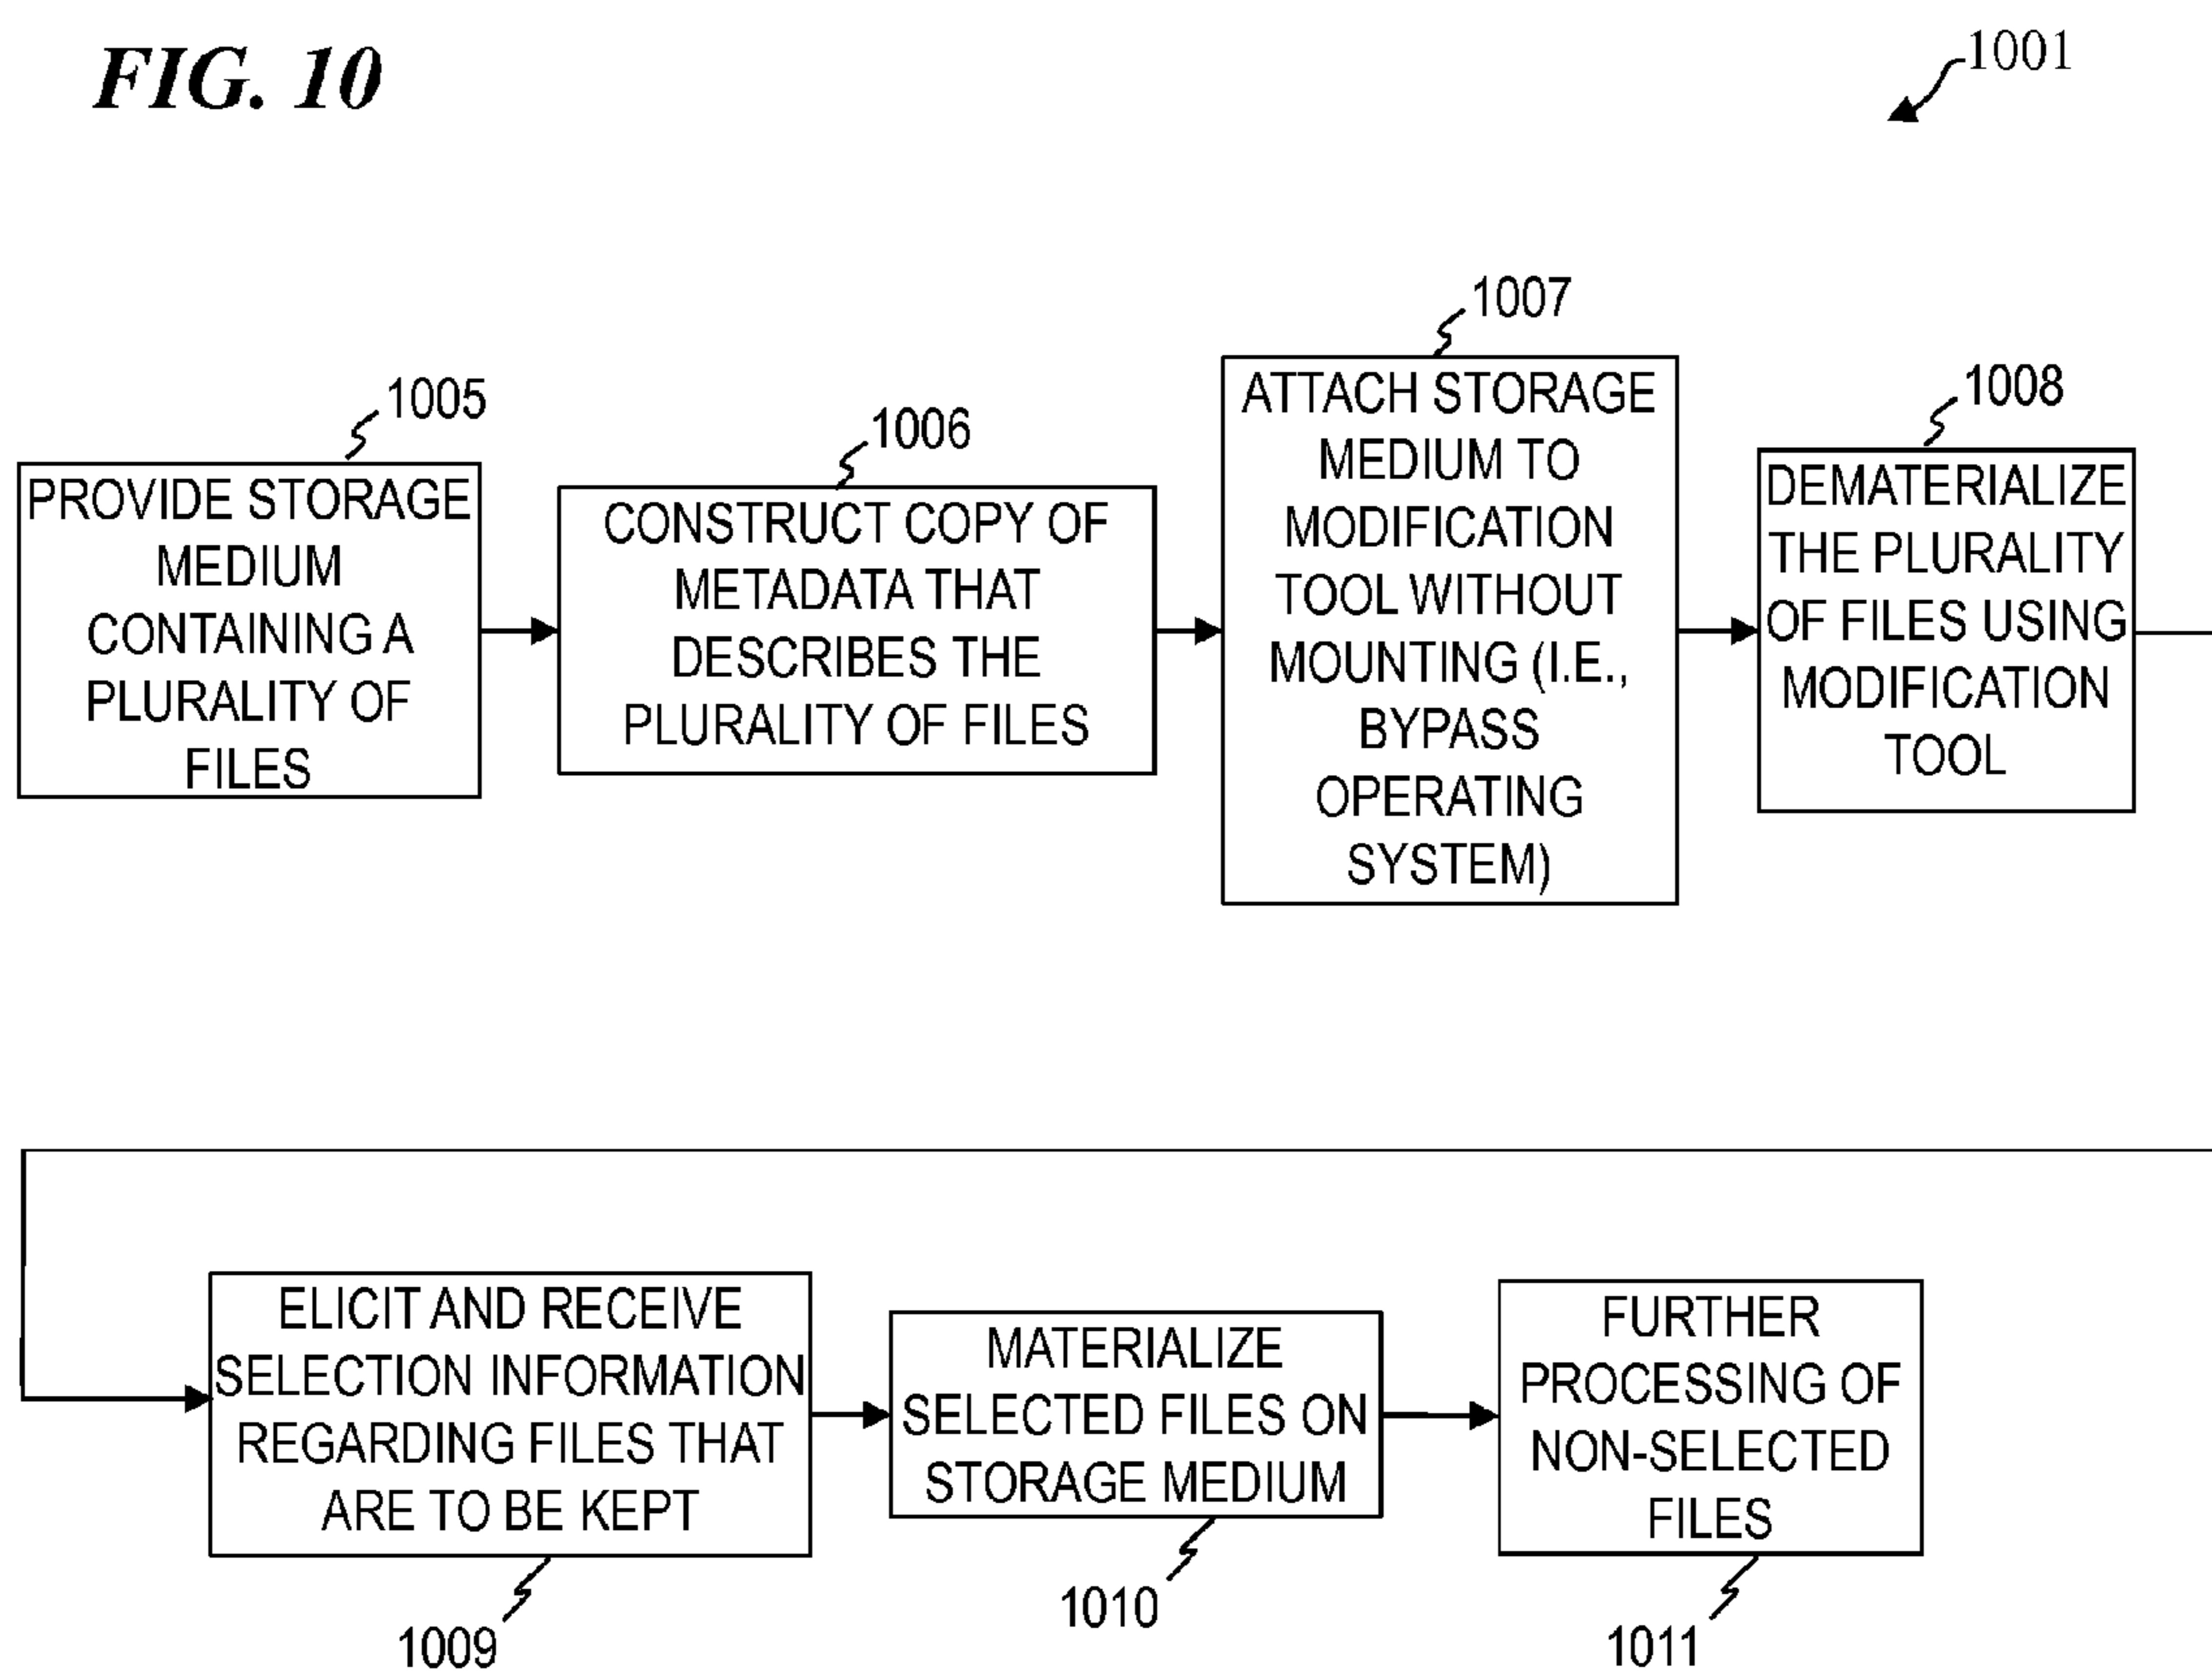 FIG. 10
1001
1005
PROVIDE STORAGE
MEDIUM
CONTAINING A
PLURALITY OF
FILES
1006
CONSTRUCT COPY OF
METADATA THAT
DESCRIBES THE
PLURALITY OF FILES
1007
ATTACH STORAGE
MEDIUM TO
MODIFICATION
TOOL WITHOUT
MOUNTING (I.E.,
BYPASS
OPERATING
SYSTEM)
1008
DEMATERIALIZE
THE PLURALITY
OF FILES USING
MODIFICATION
TOOL
ELICIT AND RECEIVE
SELECTION INFORMATION
REGARDING FILES THAT
ARE TO BE KEPT
1009
MATERIALIZE
SELECTED FILES ON
STORAGE MEDIUM
1010
FURTHER
PROCESSING OF
NON-SELECTED
FILES
1011